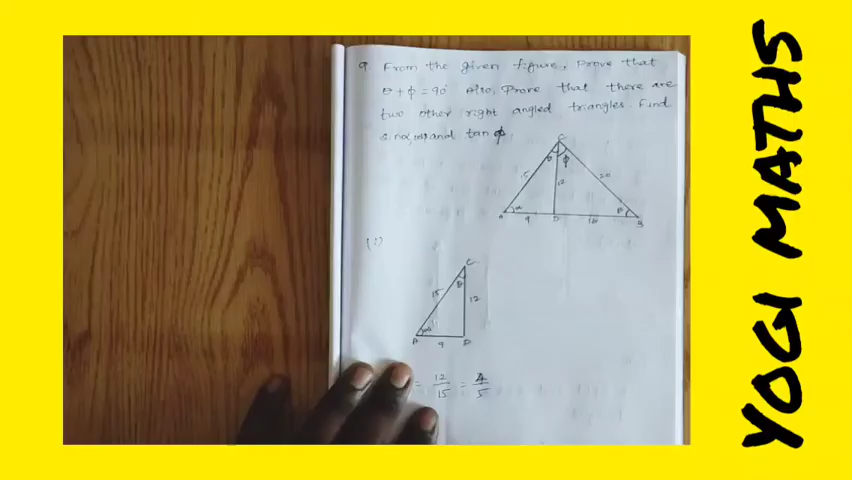 9. From the given figure, Prove that
θ + ϕ = 90° Also, Prove that there are
two other right angled triangles. Find
sin α, cos β and tan ϕ.
C
θ ϕ
15 12 20
α β
A 9 D 16 B
(i)
C
θ
15 12
α
A 9 D
= 12/15 = 4/5
YOGI MATHS